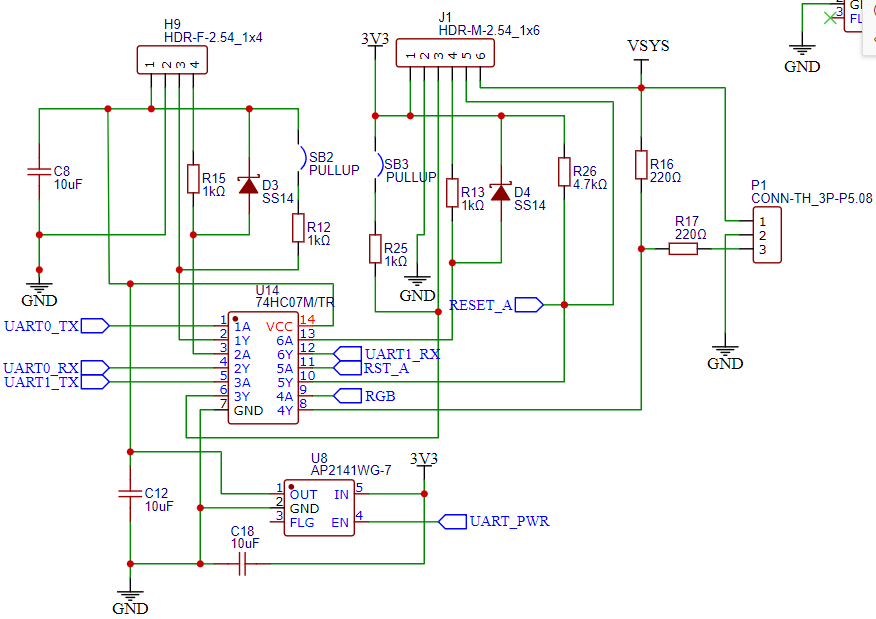 H9
HDR-F-2.54_1x4
1 2 3 4
J1
HDR-M-2.54_1x6
1 2 3 4 5 6
3V3
VSYS
3
GND
C8
10uF
R15
1kΩ
D3
SS14
SB2
PULLUP
R12
1kΩ
SB3
PULLUP
R25
1kΩ
R13
1kΩ
D4
SS14
R26
4.7kΩ
R16
220Ω
R17
220Ω
P1
CONN-TH_3P-P5.08
1
2
3
GND
GND
GND
RESET_A
U14
74HC07M/TR
UART0_TX
UART0_RX
UART1_TX
1 1A VCC 14
2 1Y 6A 13
3 2A 6Y 12
4 2Y 5A 11
5 3A 5Y 10
6 3Y 4A 9
7 GND 4Y 8
UART1_RX
RST_A
RGB
U8
AP2141WG-7
1 OUT IN 5
2 GND
3 FLG EN 4
3V3
UART_PWR
C12
10uF
C18
10uF
GND